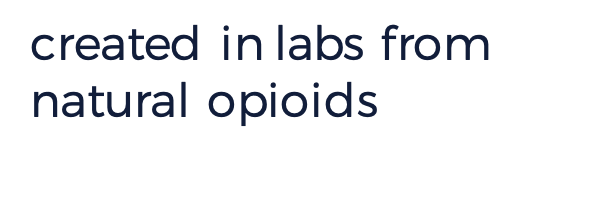 created in labs from
natural opioids